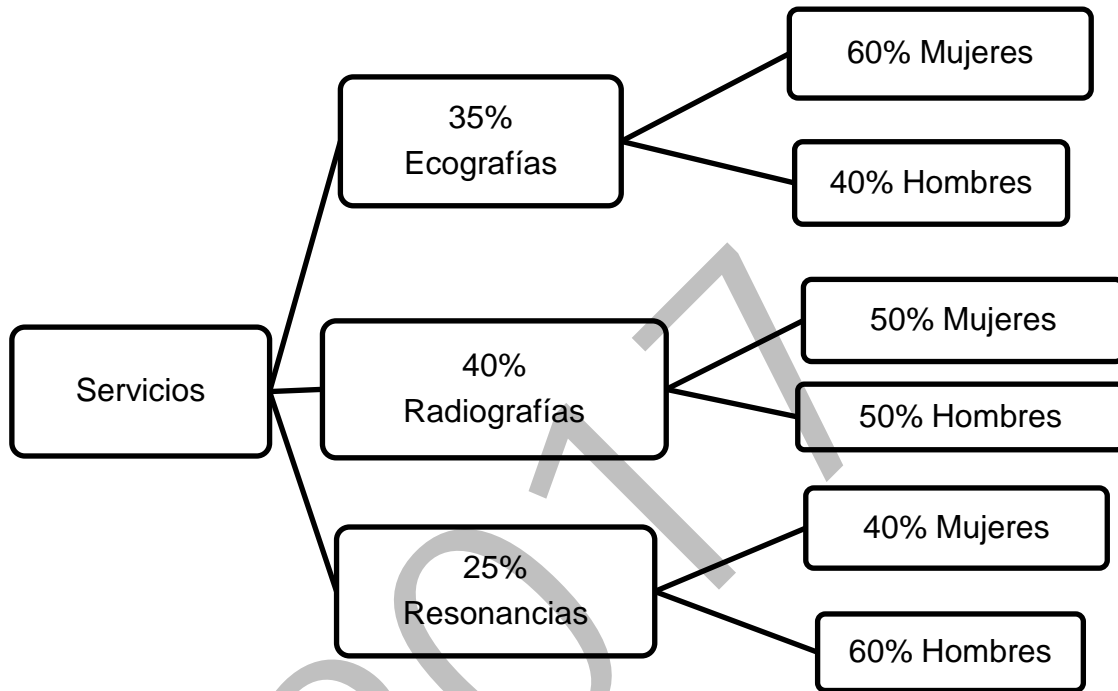 60% Mujeres
35%
Ecografías
40% Hombres
50% Mujeres
Servicios
40%
Radiografías
50% Hombres
40% Mujeres
25%
Resonancias
60% Hombres
2017